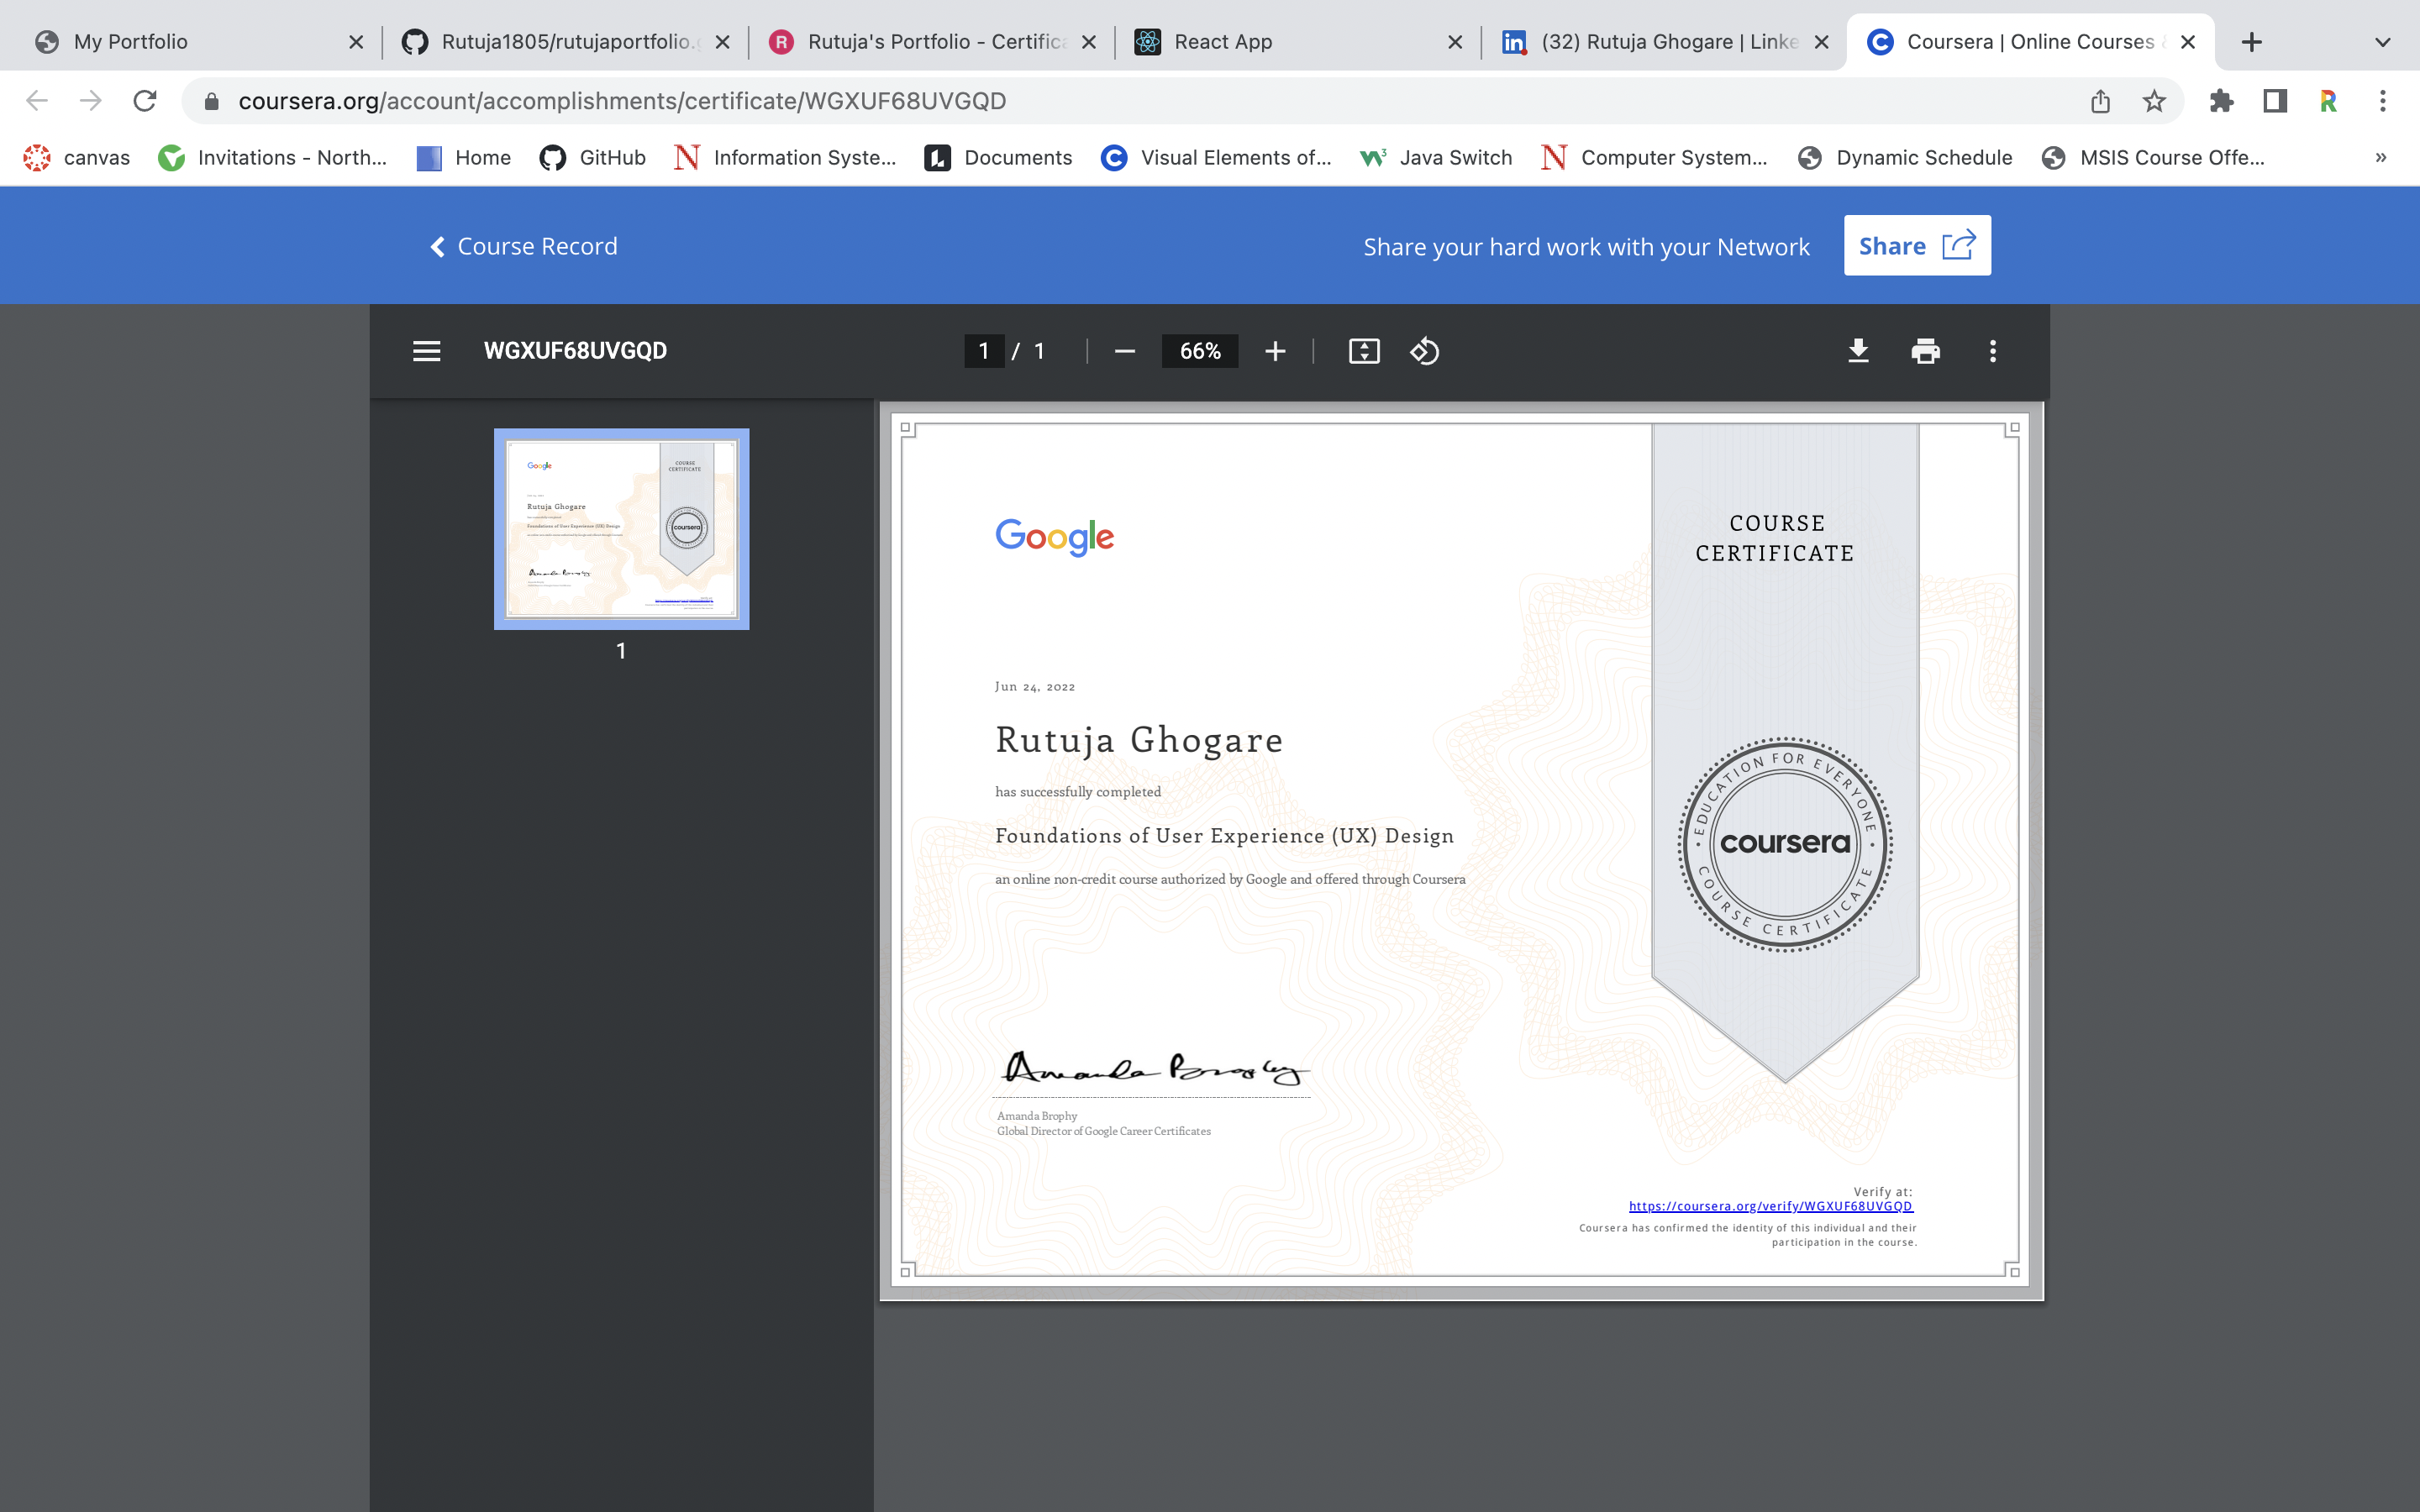 My Portfolio
Rutuja1805/rutujaportfolio.
Rutuja's Portfolio - Certific
React App
(32) Rutuja Ghogare | Linke
Coursera | Online Courses
coursera.org/account/accomplishments/certificate/WGXUF68UVGQD
canvas
Invitations - North...
Home
GitHub
Information Syste...
Documents
Visual Elements of...
Java Switch
Computer System...
Dynamic Schedule
MSIS Course Offe...
»
Course Record
Share your hard work with your Network
Share
WGXUF68UVGQD
1 / 1
66%
1
Google
COURSE
CERTIFICATE
Jun 24, 2022
Rutuja Ghogare
has successfully completed
Foundations of User Experience (UX) Design
an online non-credit course authorized by Google and offered through Coursera
EDUCATION FOR EVERYONE
coursera
COURSE CERTIFICATE
Amanda Brophy
Amanda Brophy
Global Director of Google Career Certificates
Verify at:
https://coursera.org/verify/WGXUF68UVGQD
Coursera has confirmed the identity of this individual and their
participation in the course.